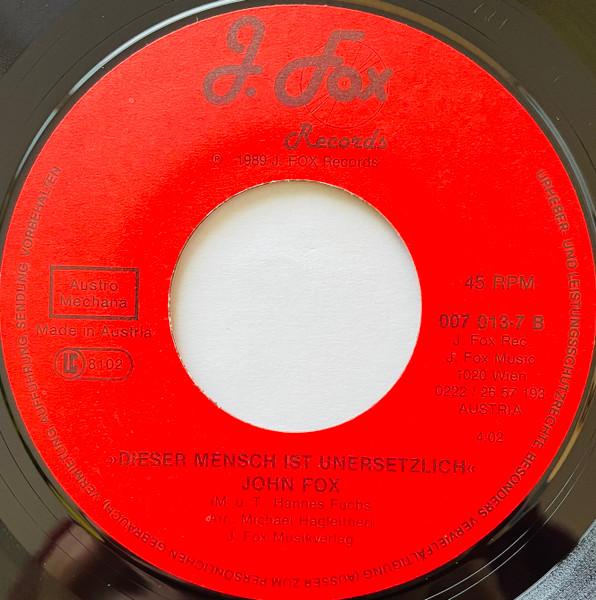 J. Fox
Records
℗ 1989 J. FOX Records
Austro
Mechana
Made in Austria
LC 8102
45 RPM
007 013-7 B
J. Fox Rec
J. Fox Music
1020 Wien
0222 / 26 57 193
AUSTRIA
4:02
»DIESER MENSCH IST UNERSETZLICH«
JOHN FOX
(M. u. T. Hannes Fuchs
Arr. Michael Hagleitner)
J. Fox Musikverlag
URHEBER- UND LEISTUNGSSCHUTZRECHTE, BESONDERS VERVIELFÄLTIGUNG (AUSSER ZUM PERSÖNLICHEN GEBRAUCH), VERMIETUNG, AUFFÜHRUNG, SENDUNG VORBEHALTEN